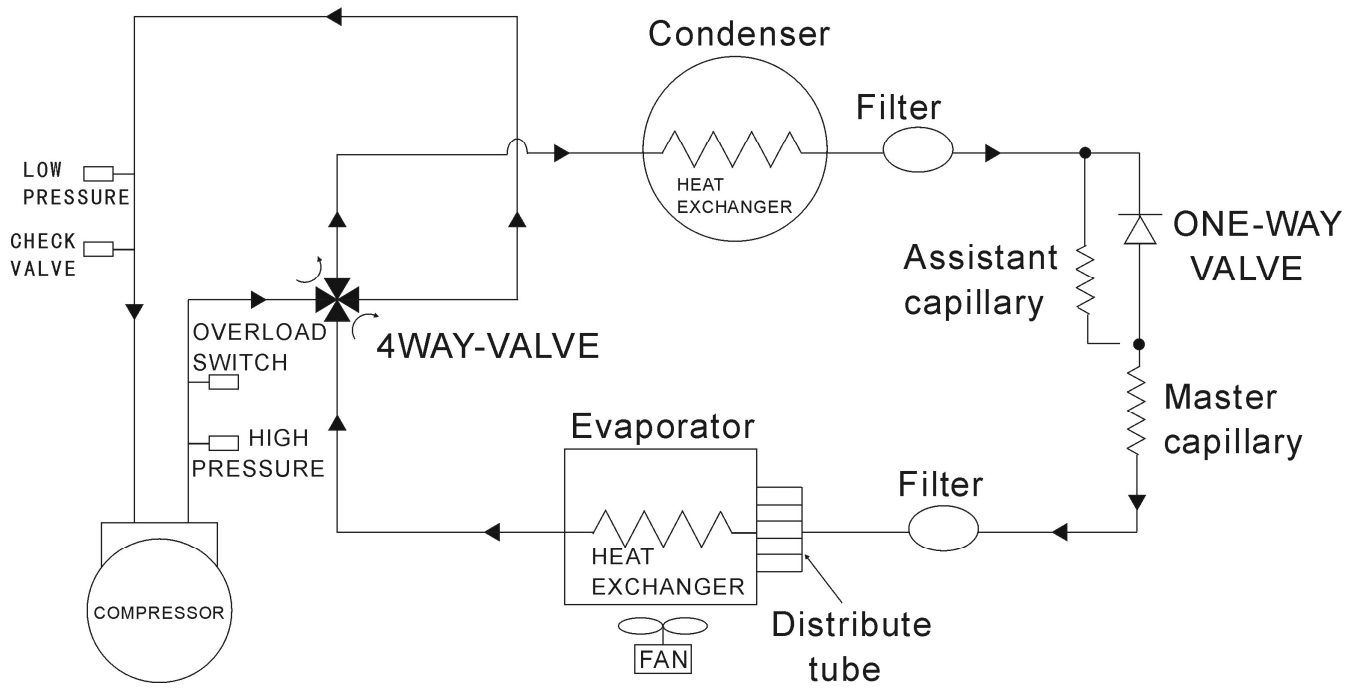 Condenser
Filter
LOW
PRESSURE
HEAT
EXCHANGER
CHECK
VALVE
ONE-WAY
VALVE
Assistant
capillary
OVERLOAD
SWITCH
4WAY-VALVE
Master
capillary
HIGH
PRESSURE
Evaporator
Filter
HEAT
EXCHANGER
COMPRESSOR
Distribute
tube
FAN